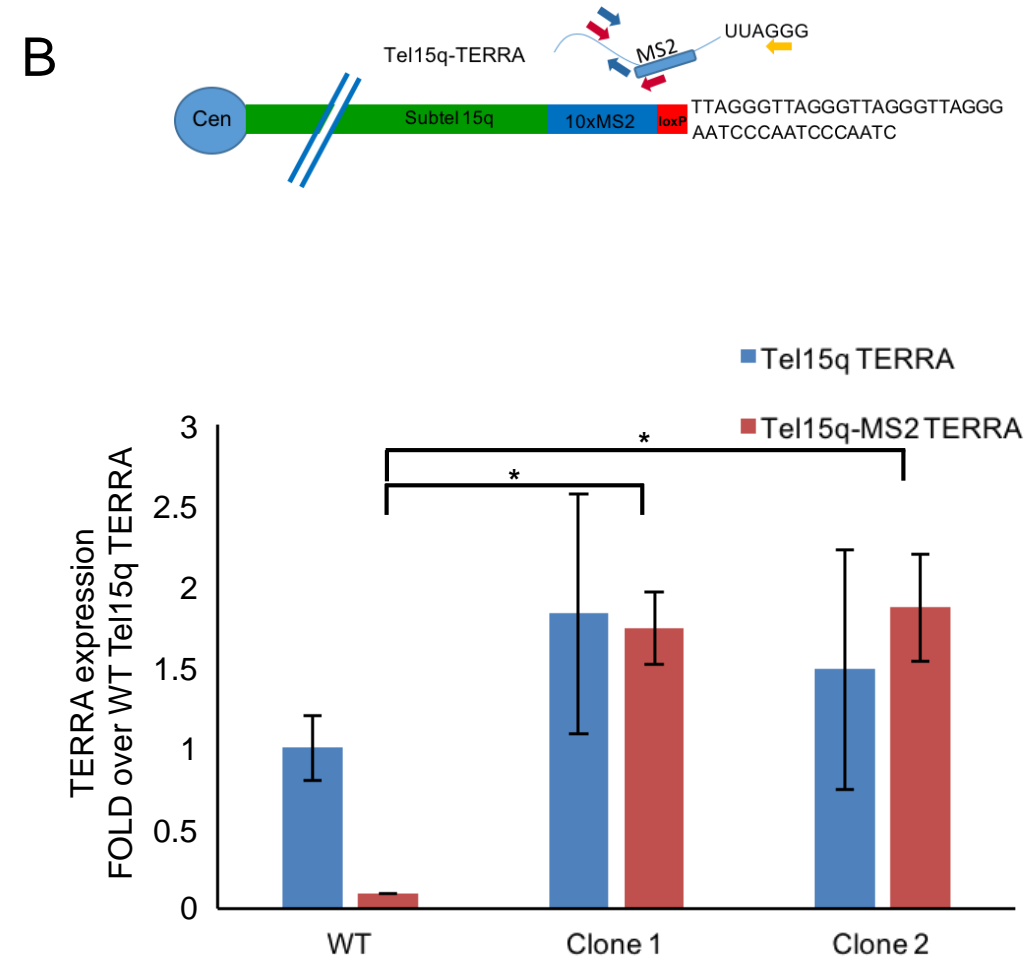 B
Tel15q-TERRA
MS2
UUAGGG
Cen
Subtel 15q
10xMS2
loxP
TTAGGGTTAGGGTTAGGGTTAGGG
AATCCCAATCCCAATC
Tel15q TERRA
Tel15q-MS2 TERRA
TERRA expression
FOLD over WT Tel15q TERRA
3
2.5
2
1.5
1
0.5
0
*
*
WT
Clone 1
Clone 2